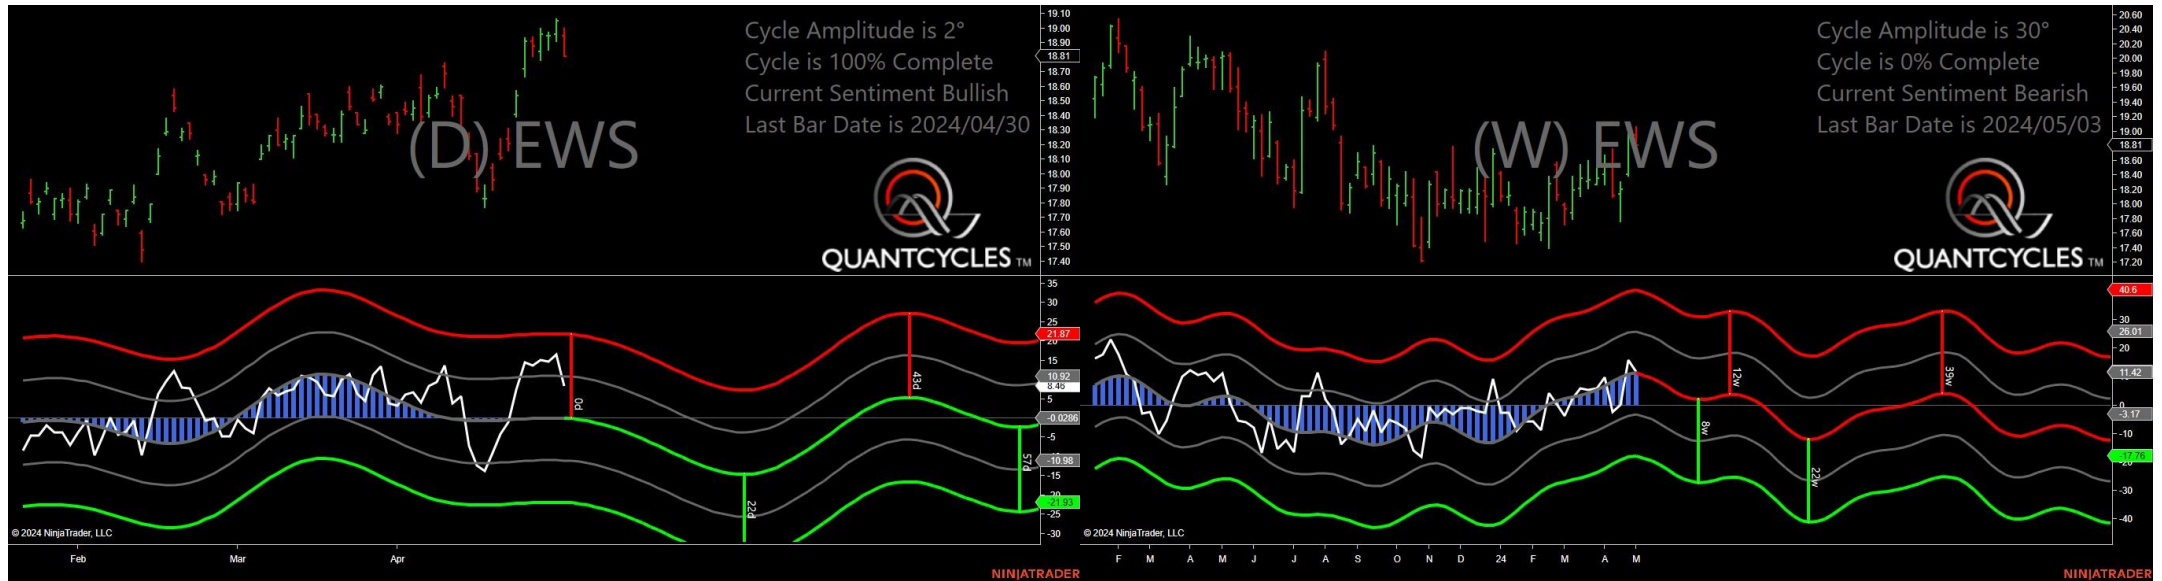 Cycle Amplitude is 2°
Cycle is 100% Complete
Current Sentiment Bullish
Last Bar Date is 2024/04/30
(D) EWS
QUANTCYCLES TM
19.10
19.00
18.90
18.81
18.70
18.60
18.50
18.40
18.30
18.20
18.10
18.00
17.90
17.80
17.70
17.60
17.50
17.40
35
30
25
21.87
20
15
10.92
8.46
5
-0.0286
-5
-10.98
-15
-21.93
-25
-30
0d
22d
43d
57d
© 2024 NinjaTrader, LLC
Feb Mar Apr
NINJATRADER
Cycle Amplitude is 30°
Cycle is 0% Complete
Current Sentiment Bearish
Last Bar Date is 2024/05/03
(W) EWS
QUANTCYCLES TM
20.60
20.40
20.20
20.00
19.80
19.60
19.40
19.20
19.00
18.81
18.60
18.40
18.20
18.00
17.80
17.60
17.40
17.20
40.6
30
26.01
20
11.42
0
-3.17
-10
-17.76
-30
-40
8w
12w
22w
39w
© 2024 NinjaTrader, LLC
F M A M J J A S O N D 24 F M A M
NINJATRADER